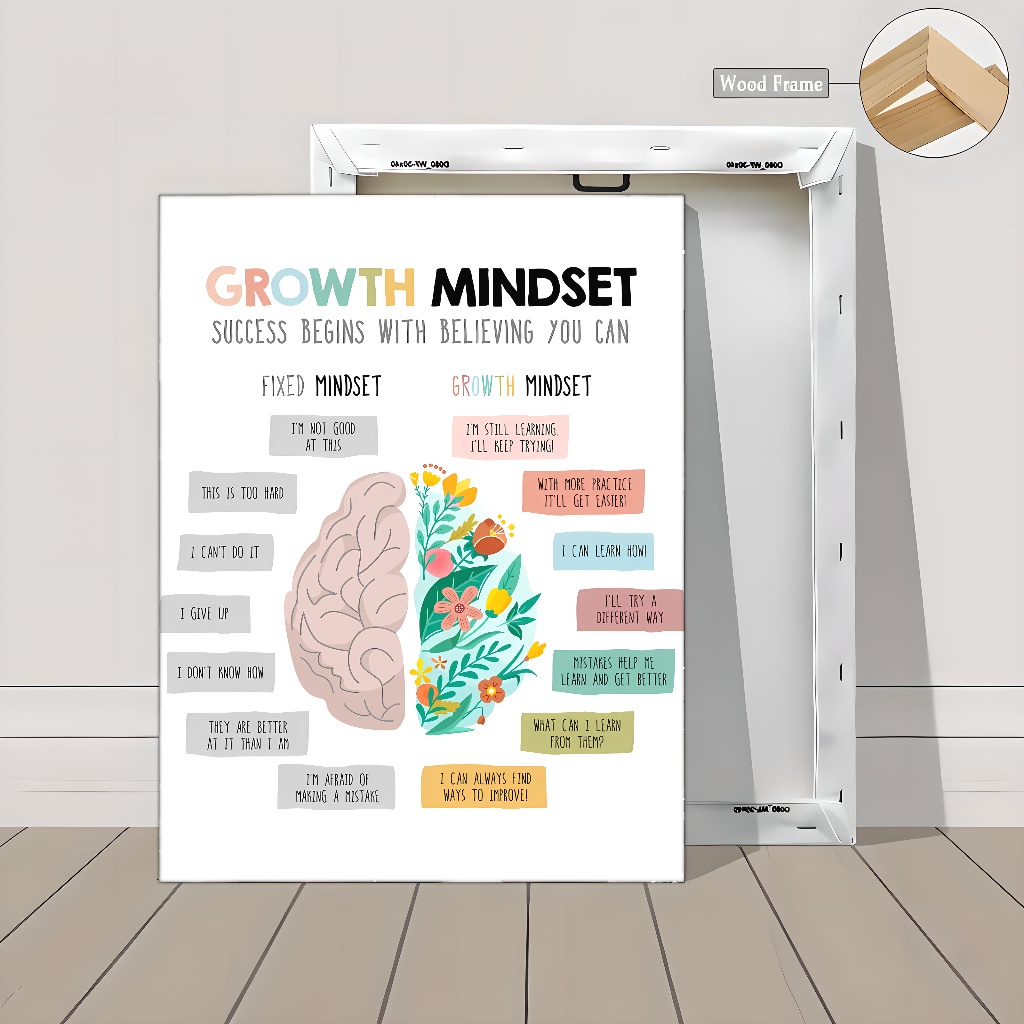 Wood Frame
GROWTH MINDSET
SUCCESS BEGINS WITH BELIEVING YOU CAN
FIXED MINDSET
GROWTH MINDSET
I'M NOT GOOD
AT THIS
I'M STILL LEARNING,
I'LL KEEP TRYING!
THIS IS TOO HARD
WITH MORE PRACTICE
IT'LL GET EASIER!
I CAN'T DO IT
I CAN LEARN HOW!
I GIVE UP
I'LL TRY A
DIFFERENT WAY
I DON'T KNOW HOW
MISTAKES HELP ME
LEARN AND GET BETTER
THEY ARE BETTER
AT IT THAN I AM
WHAT CAN I LEARN
FROM THEM?
I'M AFRAID OF
MAKING A MISTAKE
I CAN ALWAYS FIND
WAYS TO IMPROVE!